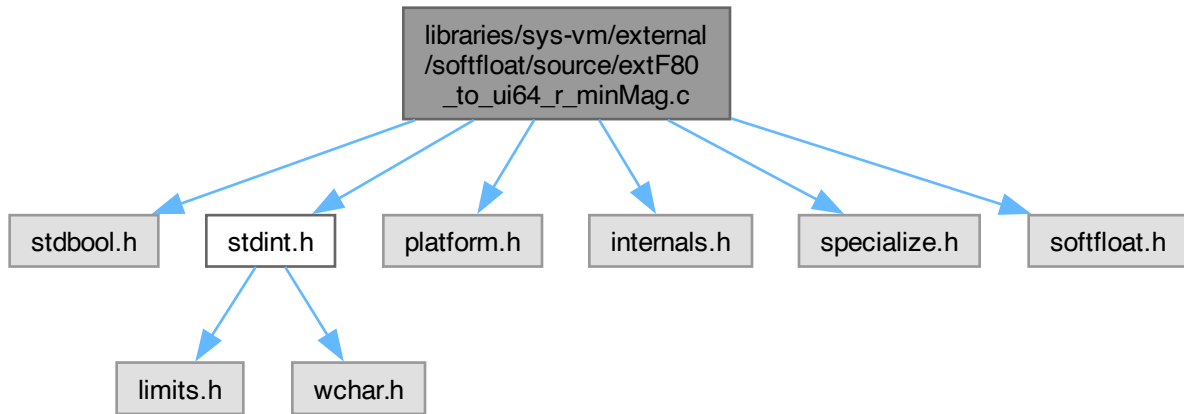 libraries/sys-vm/external
/softfloat/source/extF80
_to_ui64_r_minMag.c
stdbool.h
stdint.h
platform.h
internals.h
specialize.h
softfloat.h
limits.h
wchar.h